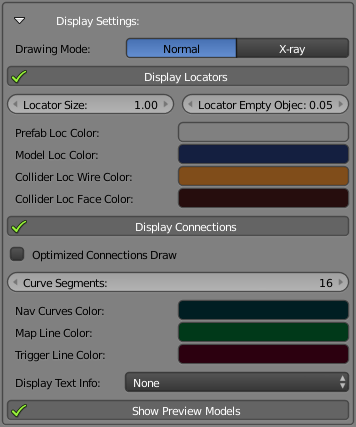 Display Settings:
Drawing Mode: Normal X-ray
Display Locators
Locator Size: 1.00 Locator Empty Objec: 0.05
Prefab Loc Color:
Model Loc Color:
Collider Loc Wire Color:
Collider Loc Face Color:
Display Connections
Optimized Connections Draw
Curve Segments: 16
Nav Curves Color:
Map Line Color:
Trigger Line Color:
Display Text Info: None
Show Preview Models